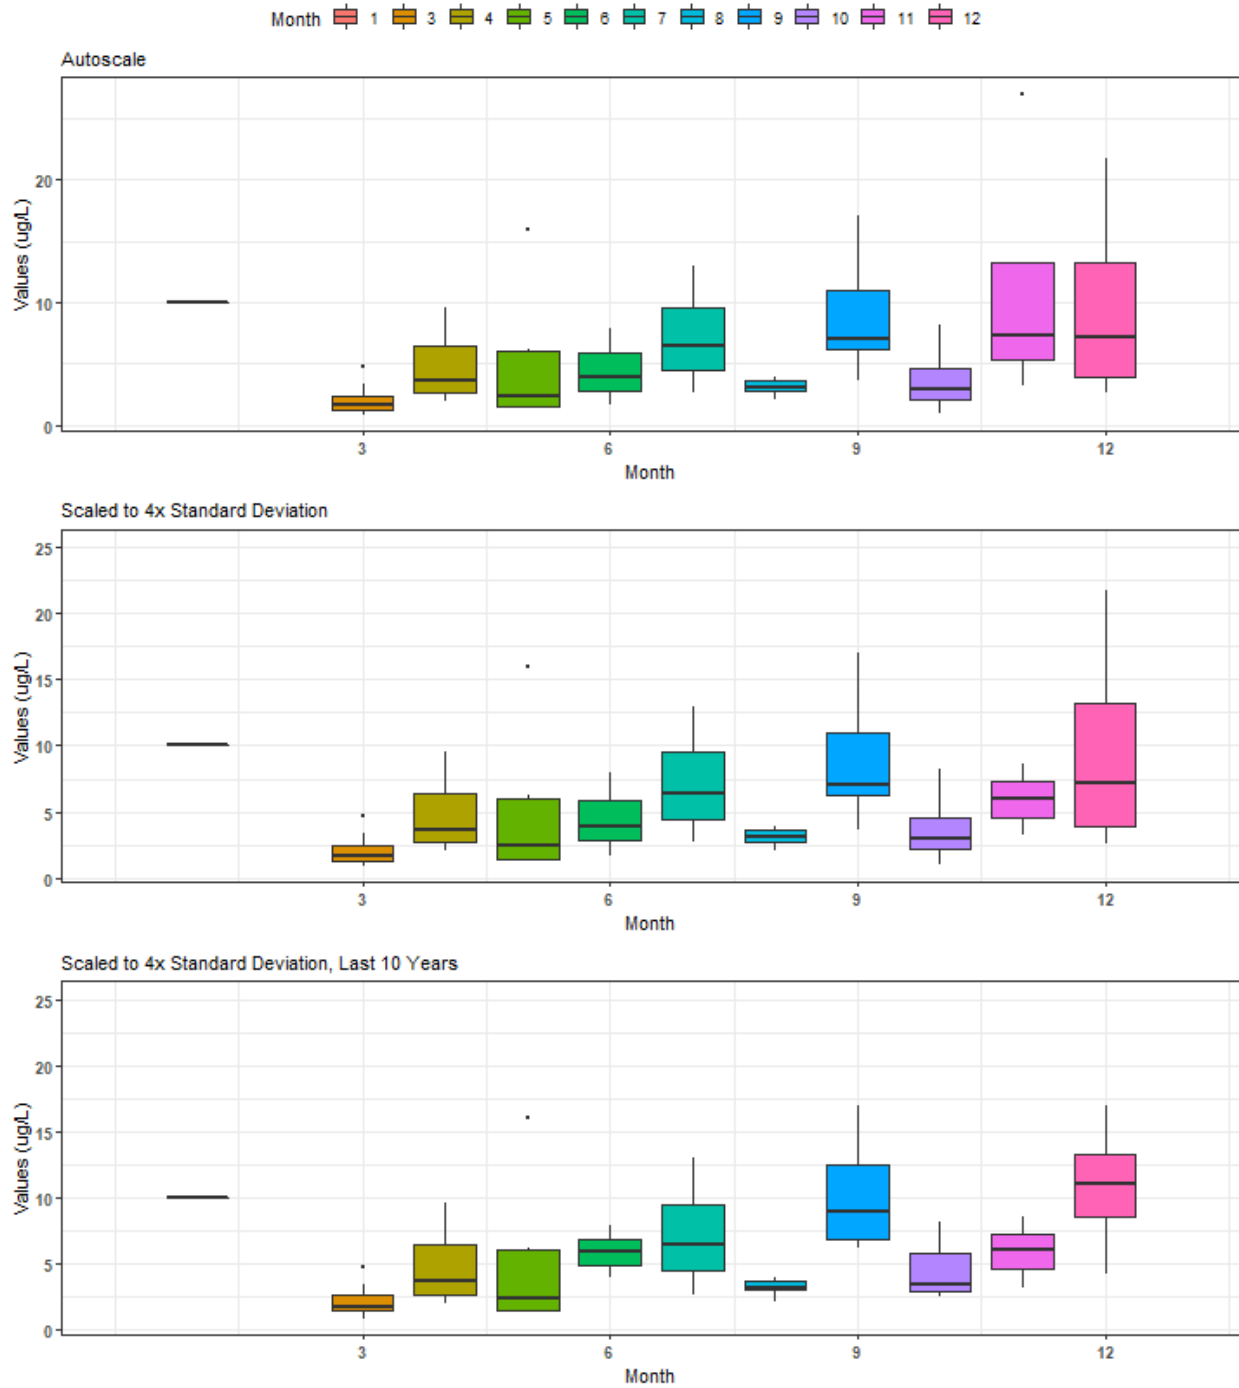 Month 1 3 4 5 6 7 8 9 10 11 12
Autoscale
Values (ug/L)
20
10
0
3 6 9 12
Month
Scaled to 4x Standard Deviation
Values (ug/L)
25
20
15
10
5
0
3 6 9 12
Month
Scaled to 4x Standard Deviation, Last 10 Years
Values (ug/L)
25
20
15
10
5
0
3 6 9 12
Month